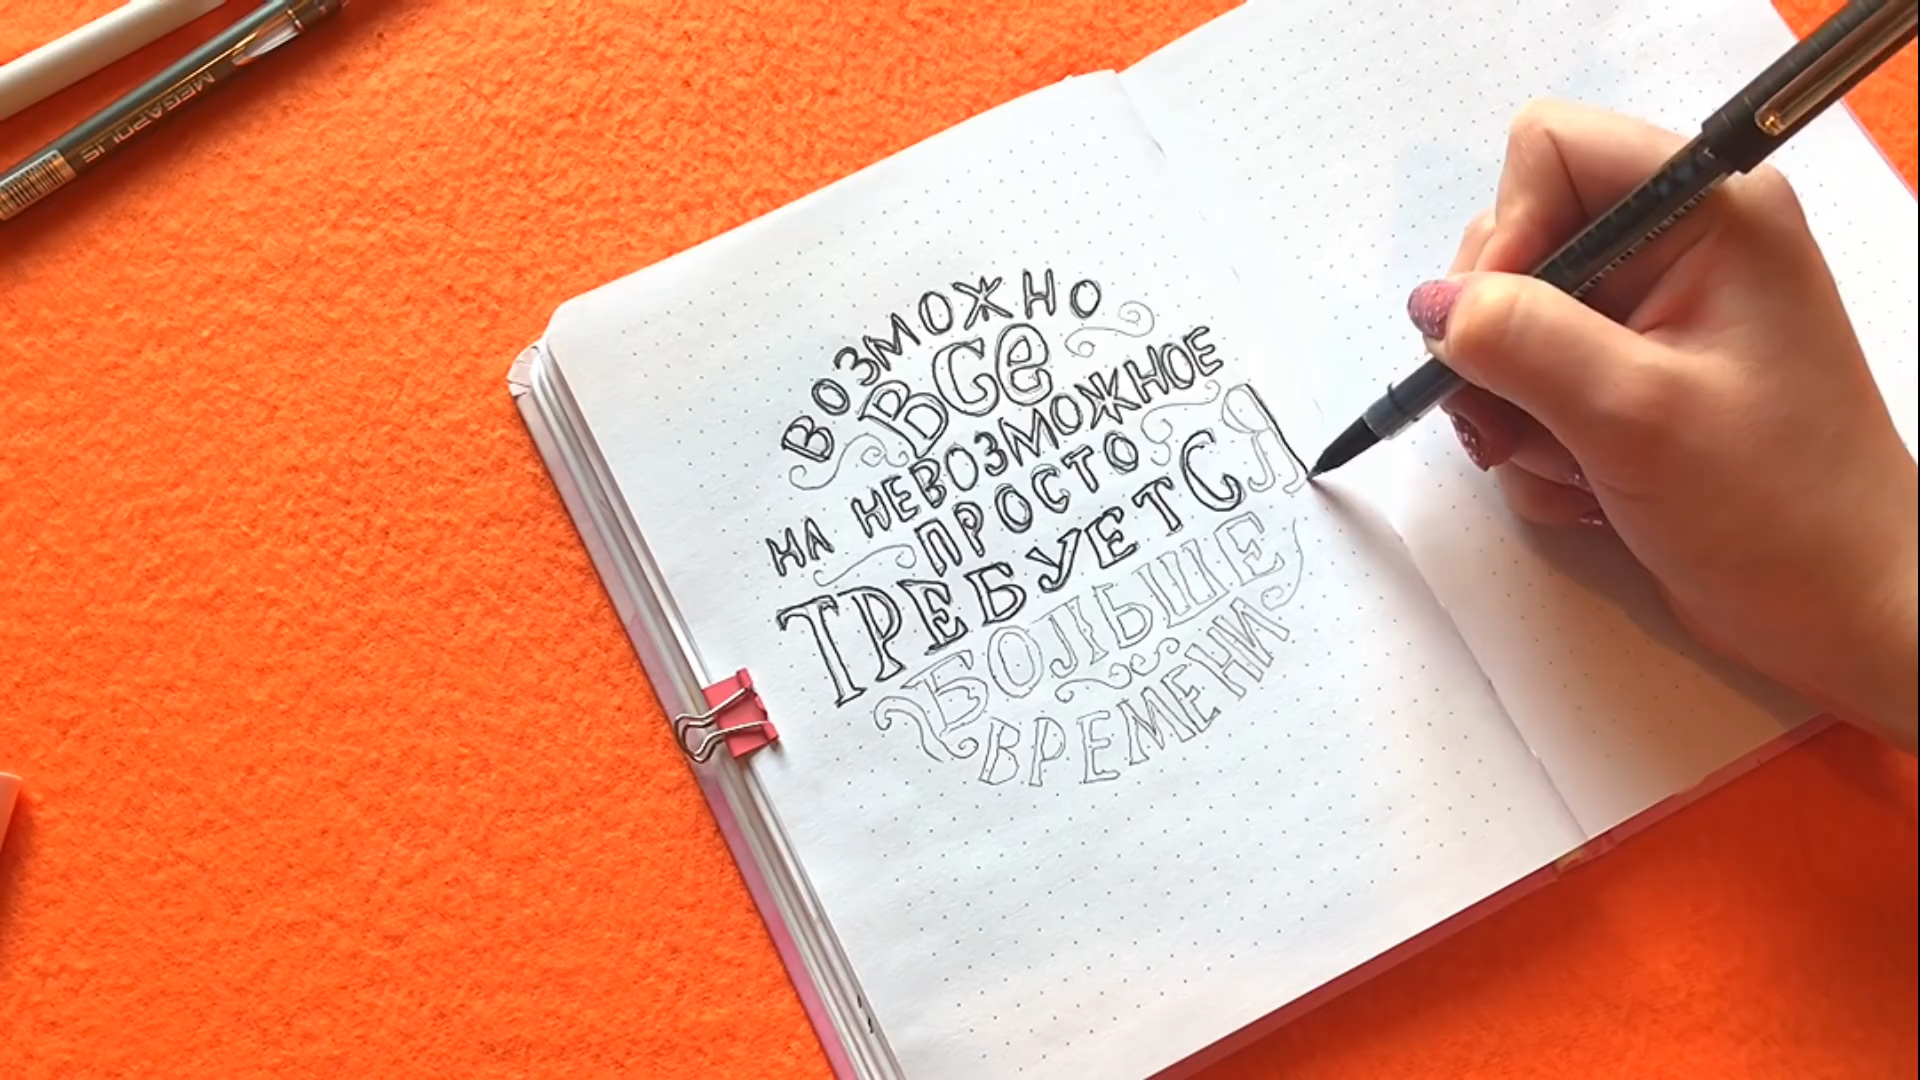 MEGAPOLIS
ВОЗМОЖНО
ВСе
НА НЕВОЗМОЖНОЕ
ПРОСТО
ТРЕБУЕТСЯ
БОЛЬШЕ
ВРЕМЕНИ